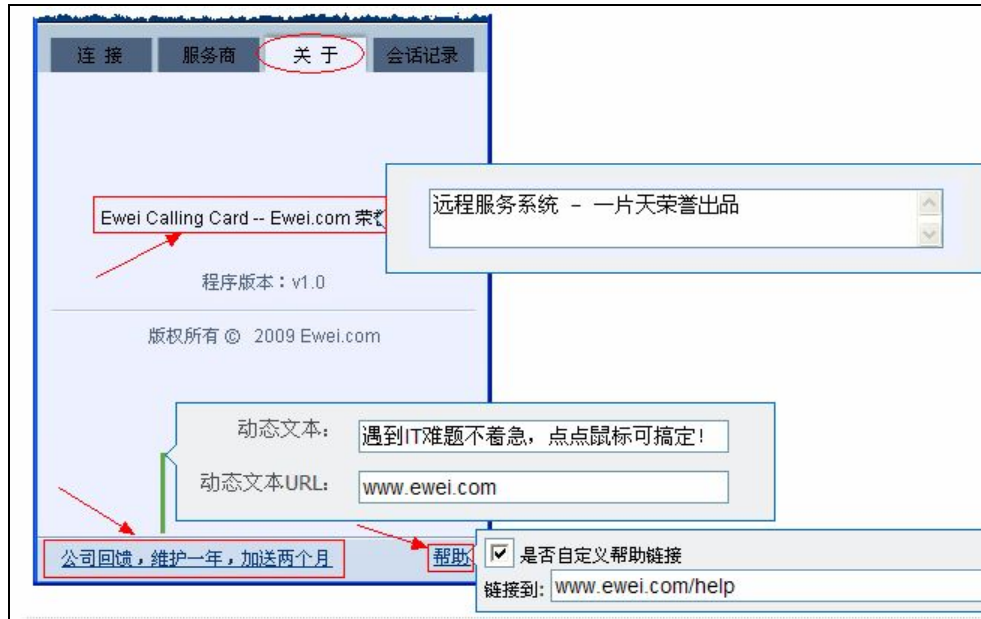 连 接 服务商 关 于 会话记录
远程服务系统 - 一片天荣誉出品
Ewei Calling Card -- Ewei.com 荣
程序版本：v1.0
版权所有 © 2009 Ewei.com
动态文本：遇到IT难题不着急，点点鼠标可搞定！
动态文本URL：www.ewei.com
公司回馈，维护一年，加送两个月 帮助
是否自定义帮助链接
链接到: www.ewei.com/help